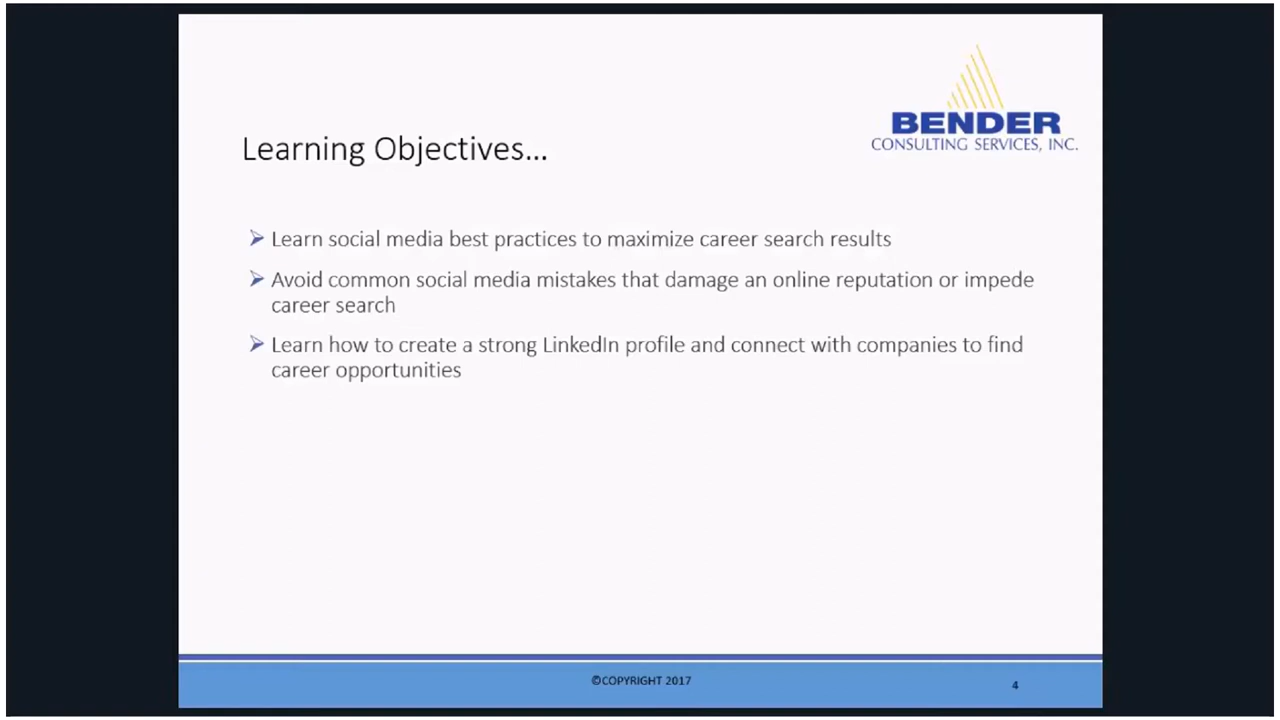 BENDER
CONSULTING SERVICES, INC.
Learning Objectives...
Learn social media best practices to maximize career search results
Avoid common social media mistakes that damage an online reputation or impede
career search
Learn how to create a strong LinkedIn profile and connect with companies to find
career opportunities
©COPYRIGHT 2017
4